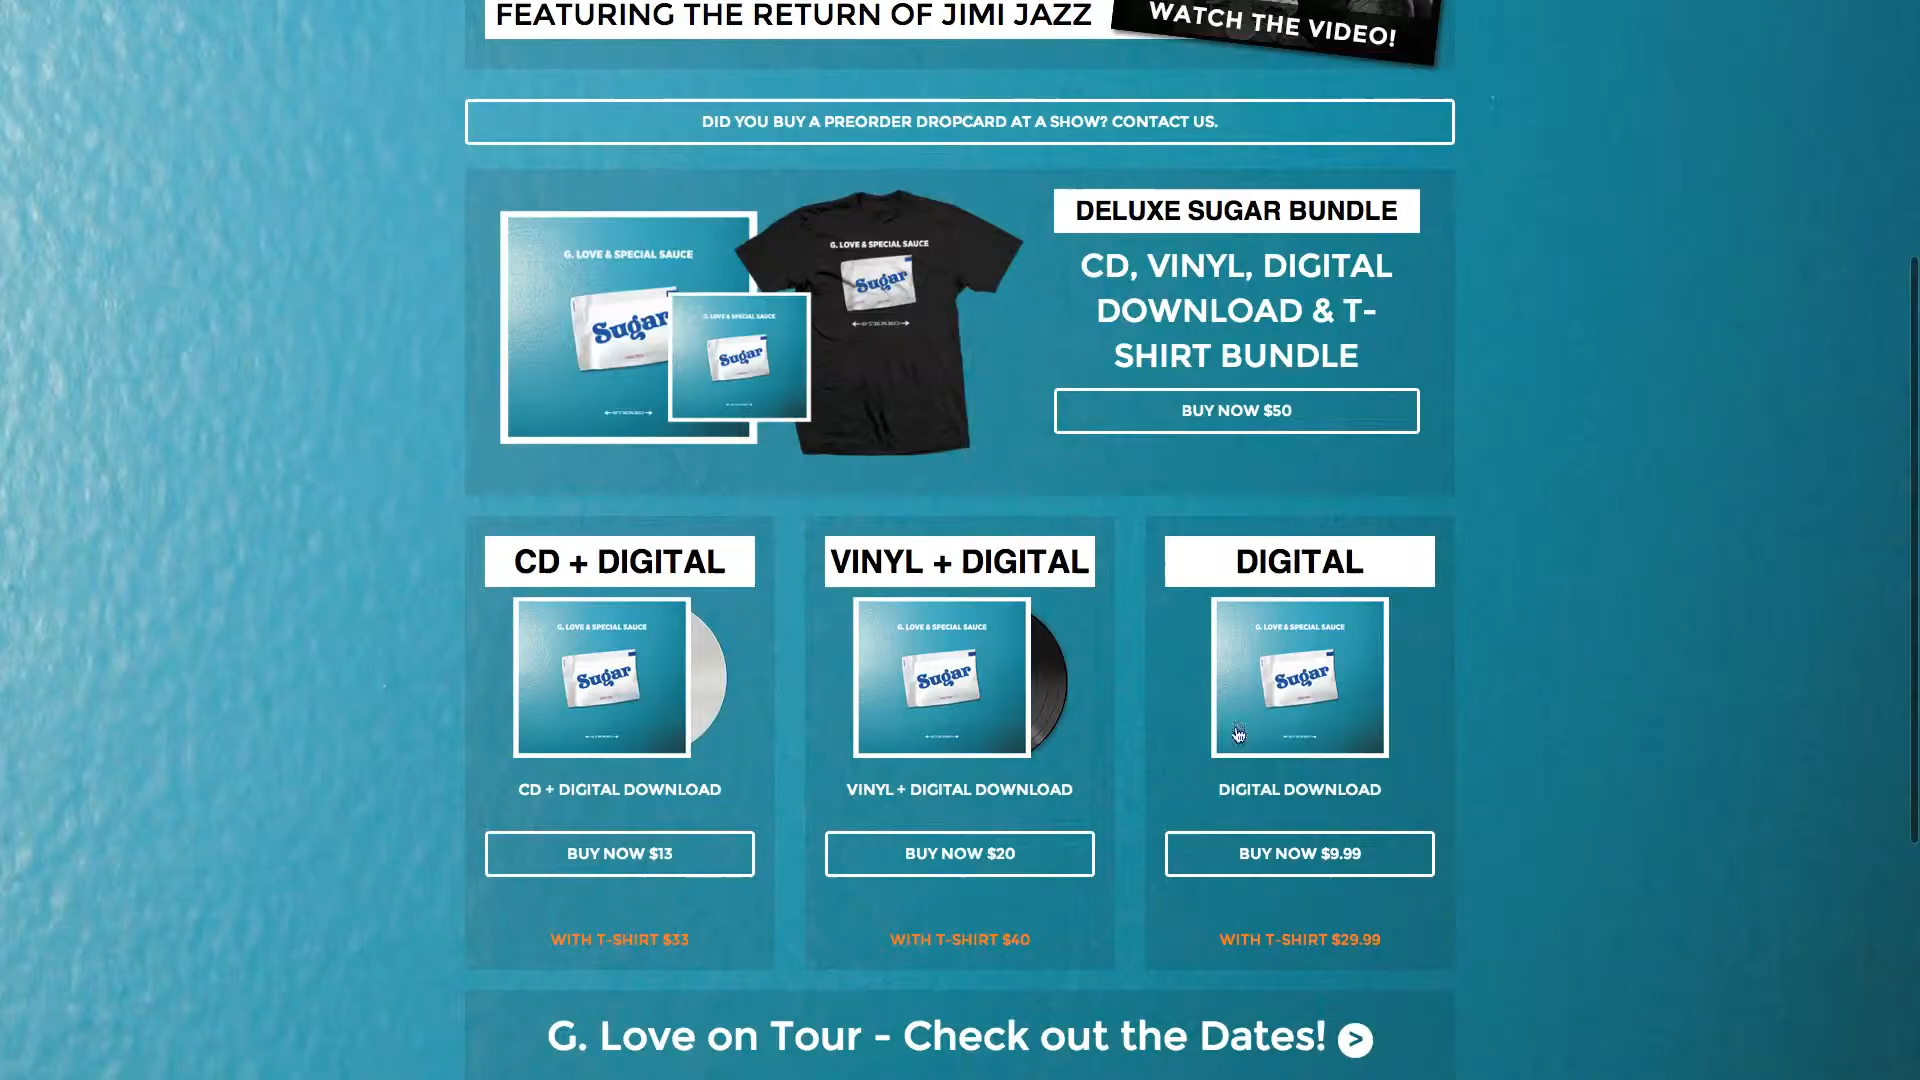 FEATURING THE RETURN OF JIMI JAZZ
WATCH THE VIDEO!
DID YOU BUY A PREORDER DROPCARD AT A SHOW? CONTACT US.
G. LOVE & SPECIAL SAUCE
Sugar
STEREO
G. LOVE & SPECIAL SAUCE
Sugar
G. LOVE & SPECIAL SAUCE
Sugar
STEREO
DELUXE SUGAR BUNDLE
CD, VINYL, DIGITAL
DOWNLOAD & T-
SHIRT BUNDLE
BUY NOW $50
CD + DIGITAL
G. LOVE & SPECIAL SAUCE
Sugar
CD + DIGITAL DOWNLOAD
BUY NOW $13
WITH T-SHIRT $33
VINYL + DIGITAL
G. LOVE & SPECIAL SAUCE
Sugar
VINYL + DIGITAL DOWNLOAD
BUY NOW $20
WITH T-SHIRT $40
DIGITAL
G. LOVE & SPECIAL SAUCE
Sugar
DIGITAL DOWNLOAD
BUY NOW $9.99
WITH T-SHIRT $29.99
G. Love on Tour - Check out the Dates! >